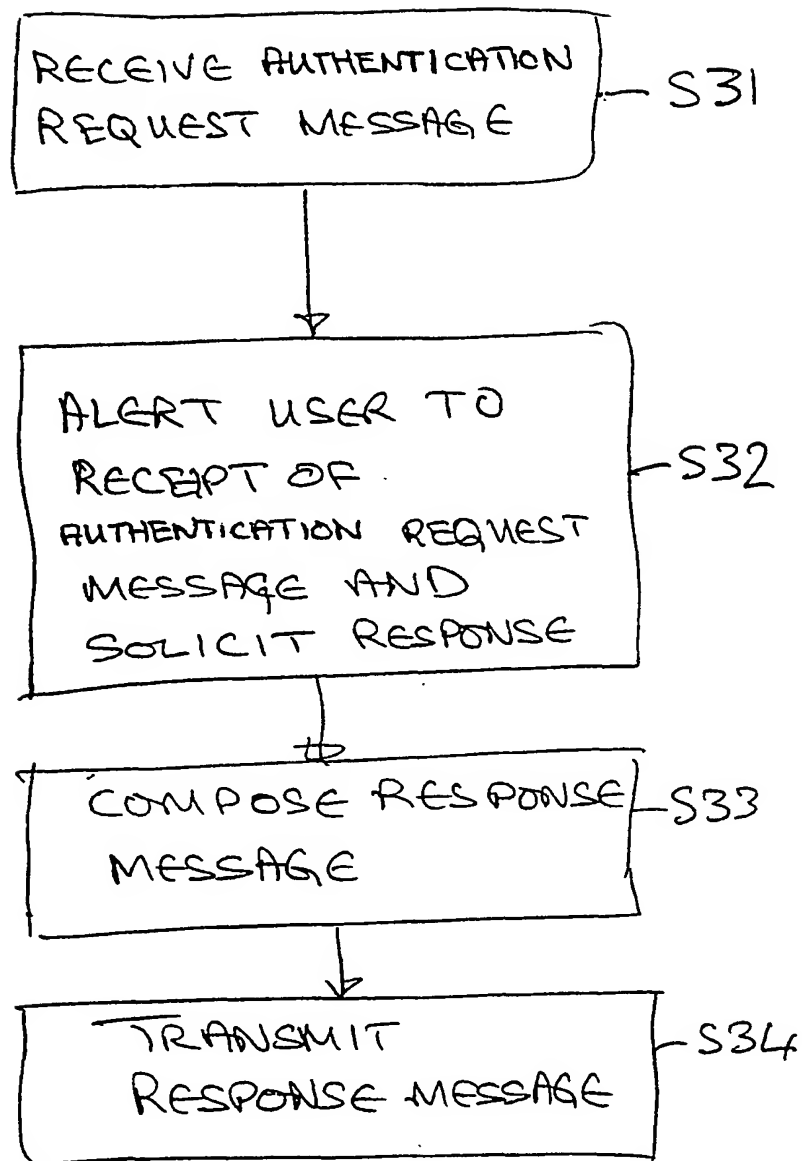 RECEIVE AUTHENTICATION
REQUEST MESSAGE
S31
ALERT USER TO
RECEIPT OF
AUTHENTICATION REQUEST
MESSAGE AND
SOLICIT RESPONSE
S32
COMPOSE RESPONSE
MESSAGE
S33
TRANSMIT
RESPONSE MESSAGE
S34